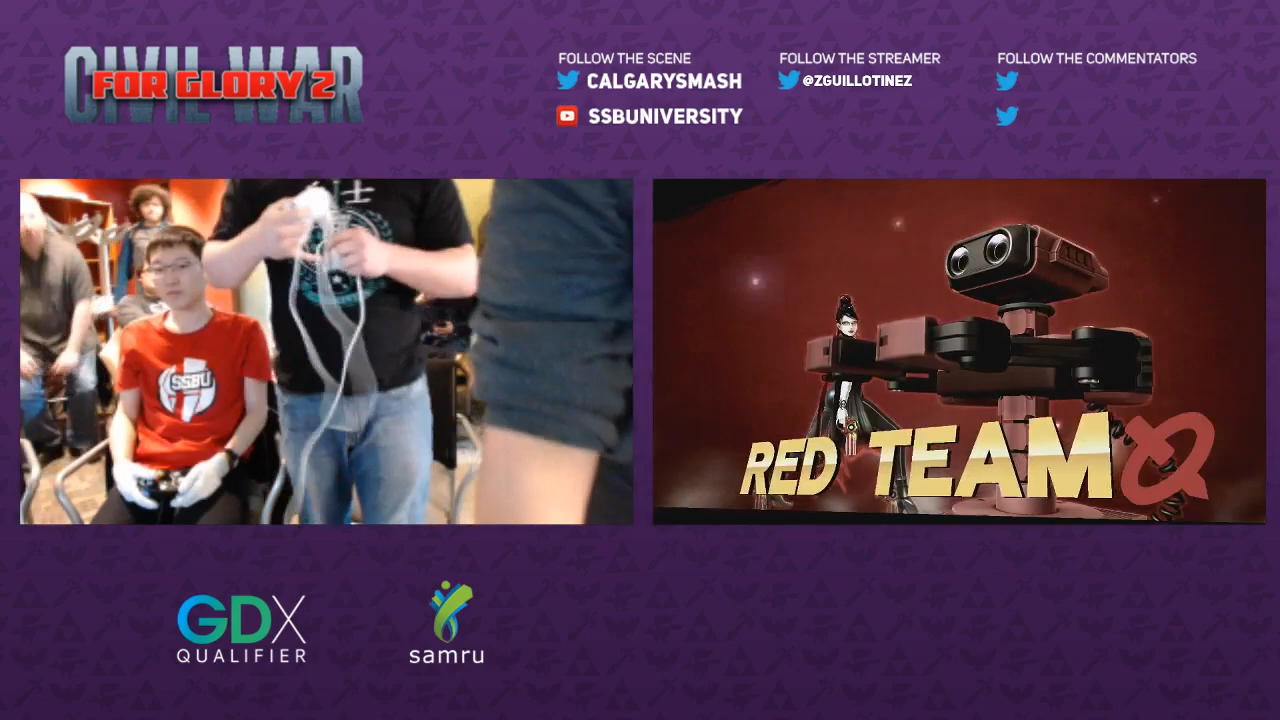 CIVIL WAR
FOR GLORY 2
FOLLOW THE SCENE
CALGARYSMASH
SSBUNIVERSITY
FOLLOW THE STREAMER
@ZGUILLOTINEZ
FOLLOW THE COMMENTATORS
SSBU
RED TEAM
GDX
QUALIFIER
samru